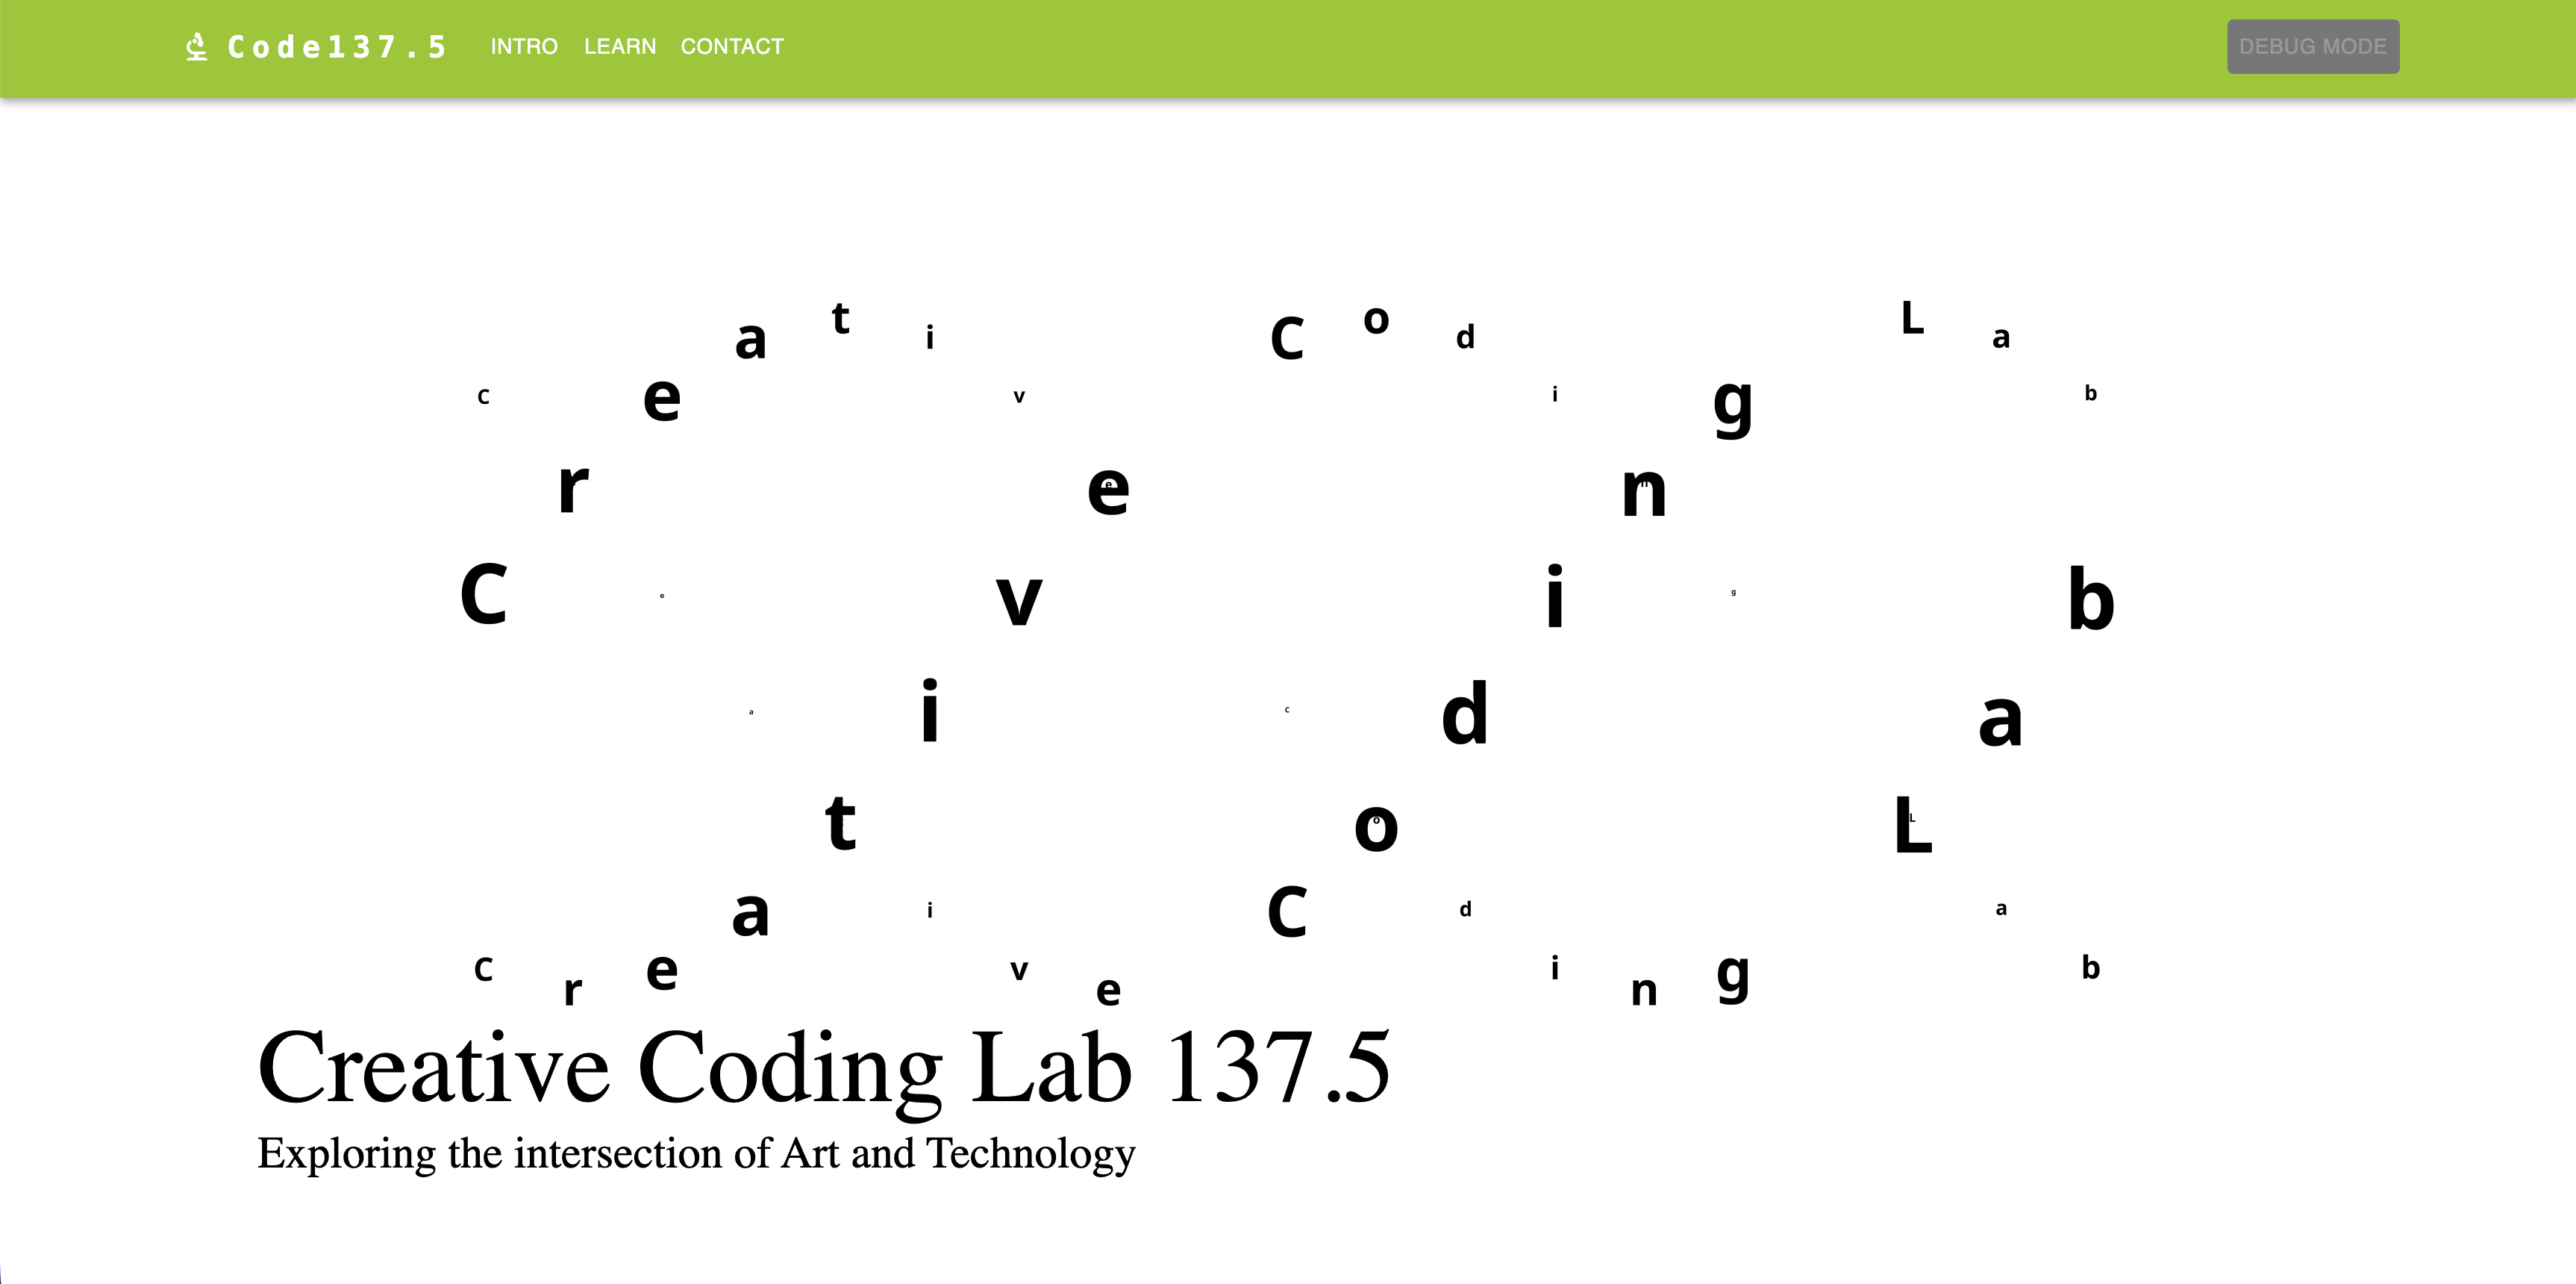 Code137.5 INTRO LEARN CONTACT DEBUG MODE
t o L
a i C d a
C e v i g b
r e e n n
C e v i g b
a i C d a
t o o L L
a i C d a
C r e v e i n g b
Creative Coding Lab 137.5
Exploring the intersection of Art and Technology